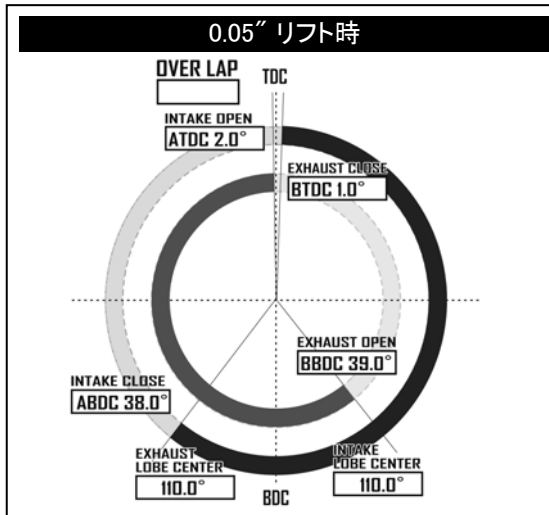 0.05″ リフト時
OVER LAP
TDC
INTAKE OPEN
ATDC 2.0°
EXHAUST CLOSE
BTDC 1.0°
EXHAUST OPEN
BBDC 39.0°
INTAKE CLOSE
ABDC 38.0°
EXHAUST
LOBE CENTER
110.0°
BDC
INTAKE
LOBE CENTER
110.0°